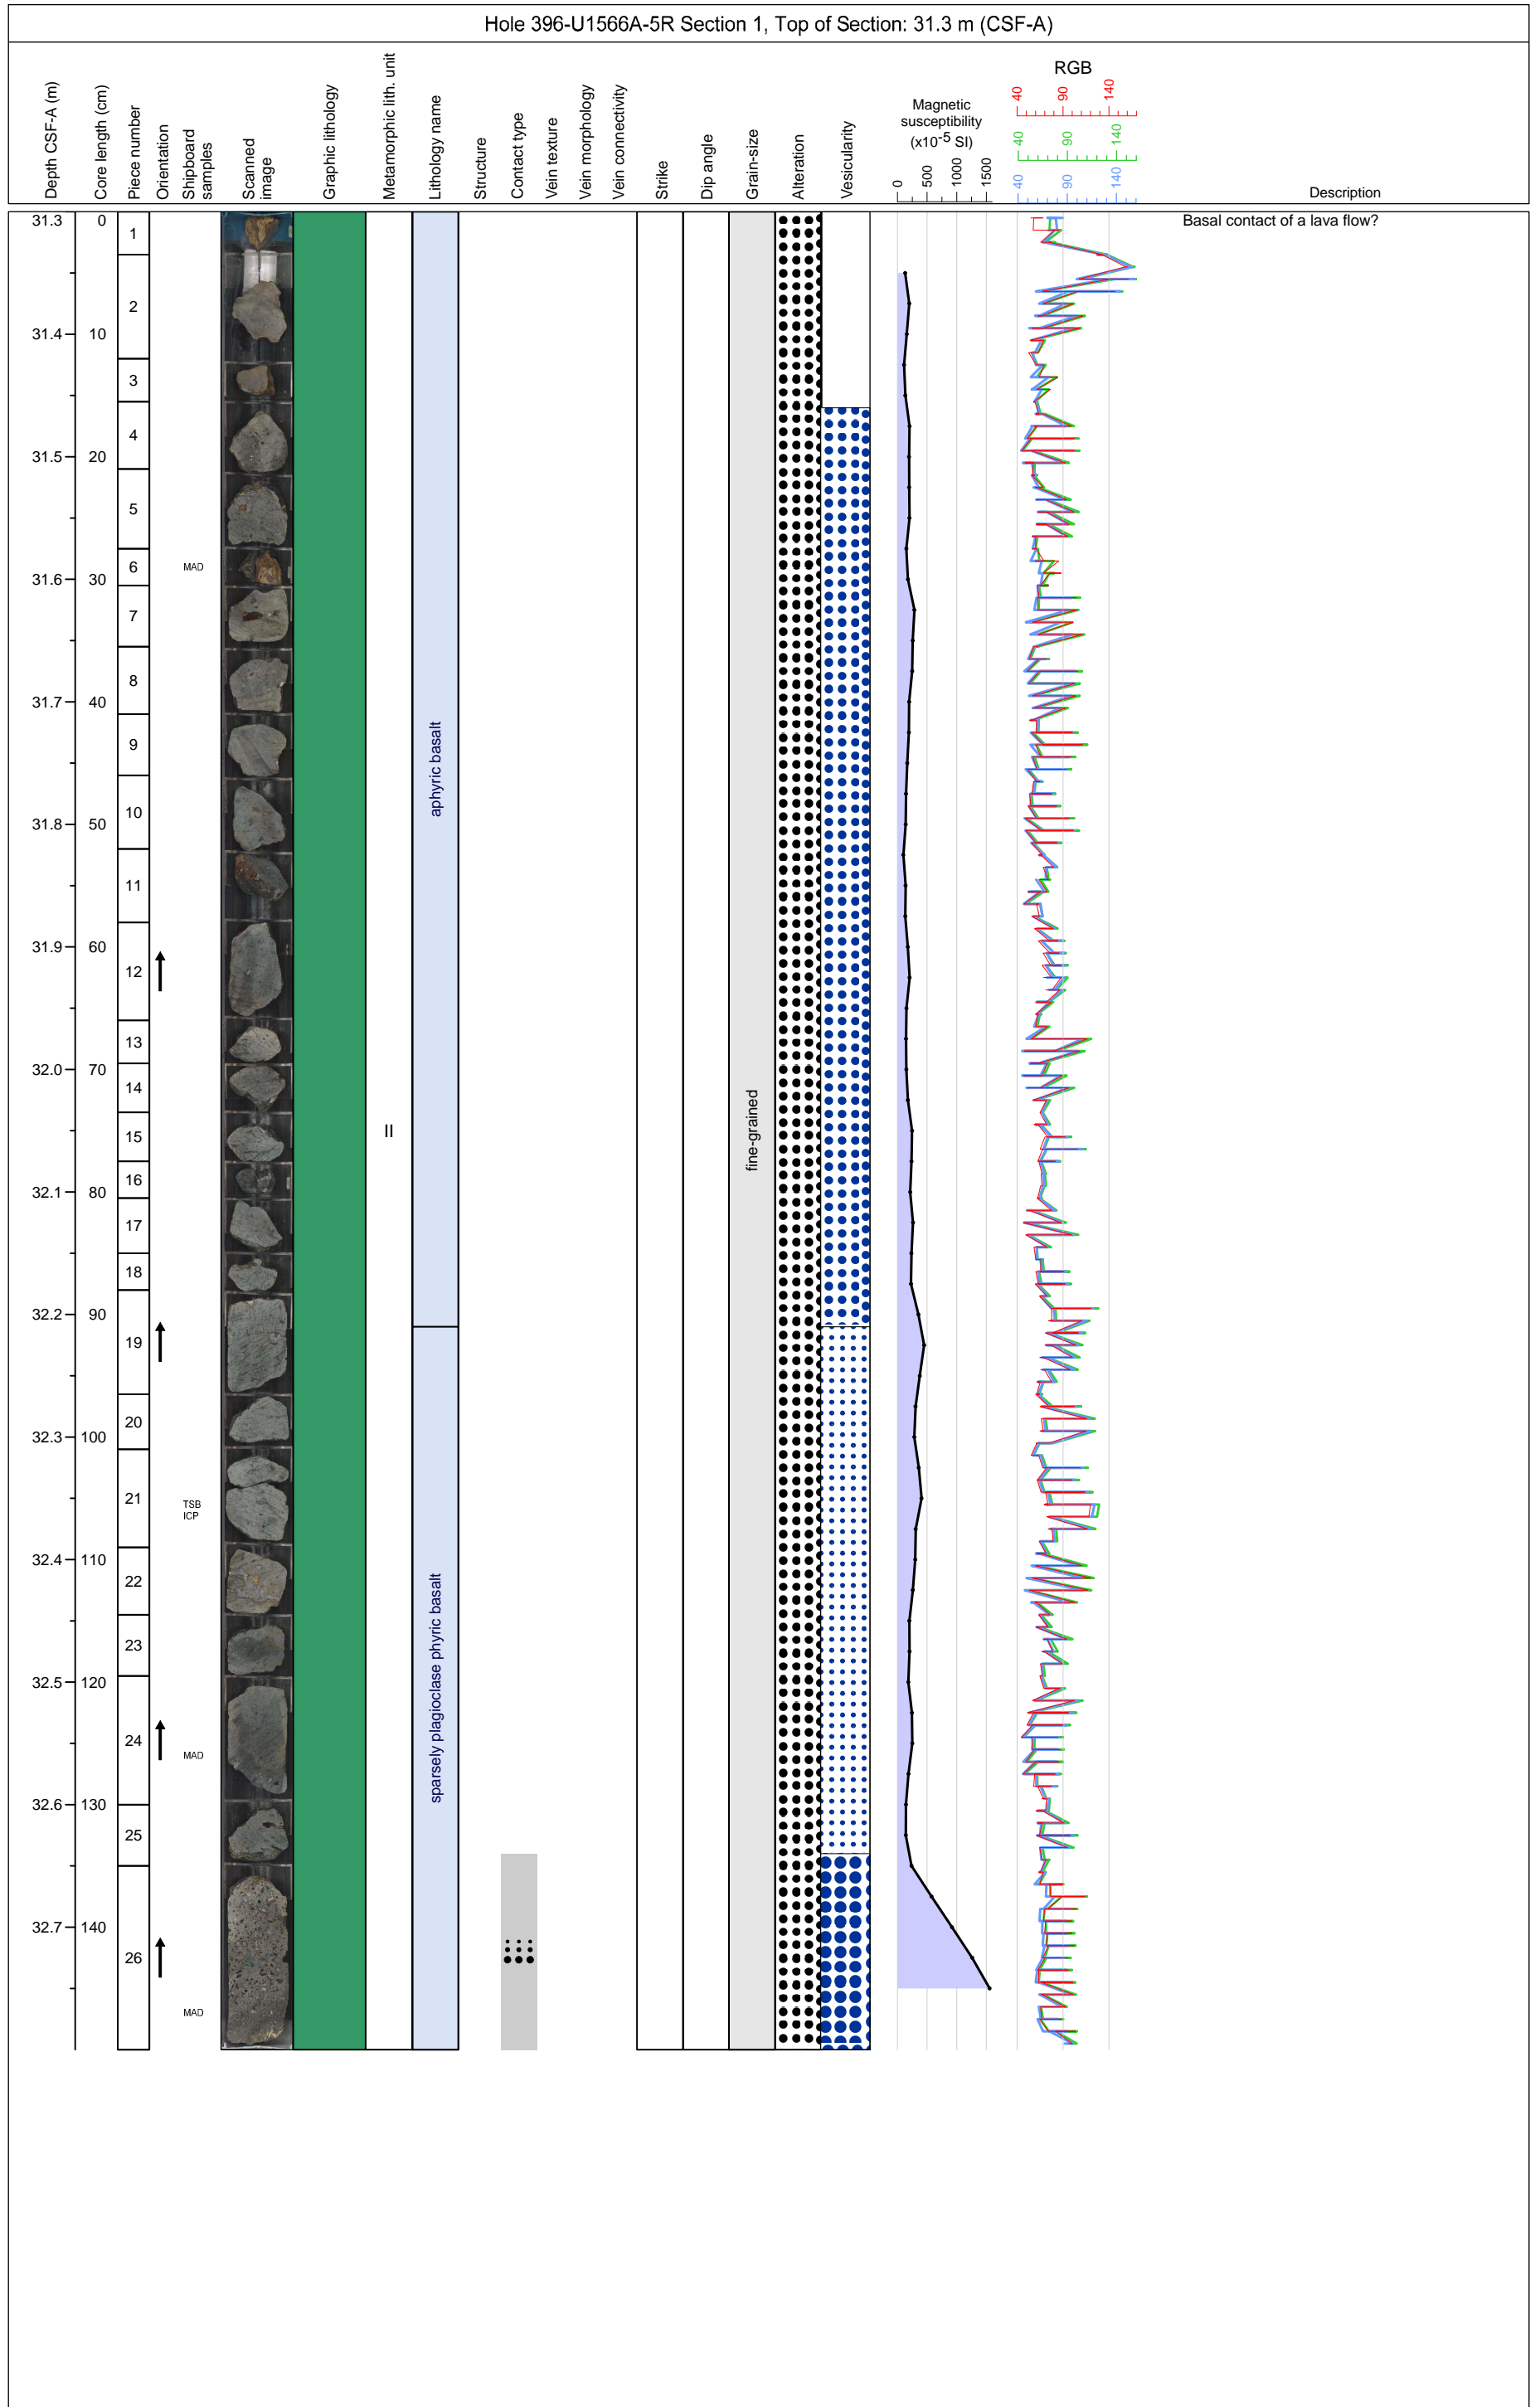 Hole 396-U1566A-5R Section 1, Top of Section: 31.3 m (CSF-A)
Depth CSF-A (m)
Core length (cm)
Piece number
Orientation
Shipboard
samples
Scanned
image
Graphic lithology
Metamorphic lith. unit
Lithology name
Structure
Contact type
Vein texture
Vein morphology
Vein connectivity
Strike
Dip angle
Grain-size
Alteration
Vesicularity
Magnetic
susceptibility
(x10-5 SI)
0 500 1000 1500
RGB
40 90 140
40 90 140
40 90 140
Description
31.3 0
1
Basal contact of a lava flow?
2
31.4 10
3
4
31.5 20
5
6 MAD
31.6 30
7
8
31.7 40
9
aphyric basalt
10
31.8 50
11
31.9 60
12
13
32.0 70
14
15
II
fine-grained
16
32.1 80
17
18
32.2 90
19
20
32.3 100
21
TSB
ICP
32.4 110
22
23
sparsely plagioclase phyric basalt
32.5 120
24
MAD
32.6 130
25
32.7 140
26
MAD